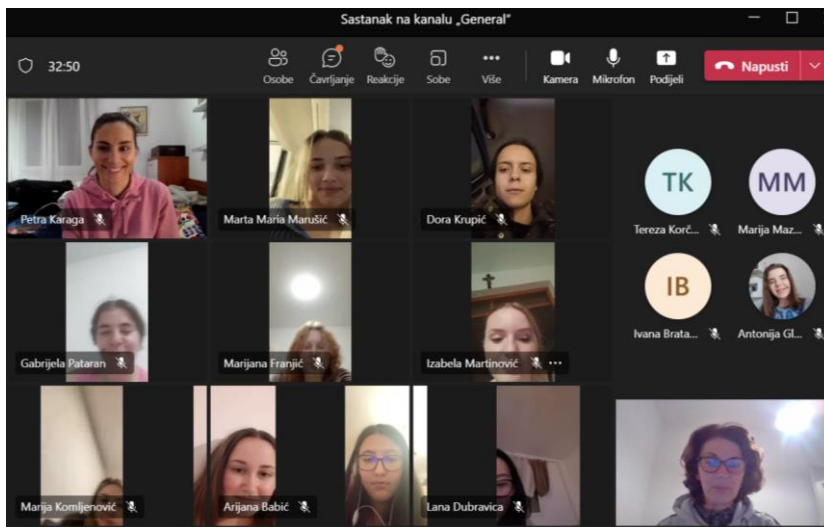 Sastanak na kanalu „General"
32:50
Osobe
Čavrljanje
Reakcije
Sobe
Više
Kamera
Mikrofon
Podijeli
Napusti
Petra Karaga
Marta Maria Marušić
Dora Krupić
TK
MM
Tereza Korč...
Marija Maz...
Gabrijela Pataran
Marijana Franjić
Izabela Martinović
IB
Ivana Brata...
Antonija Gl...
Marija Komljenović
Arijana Babić
Lana Dubravica